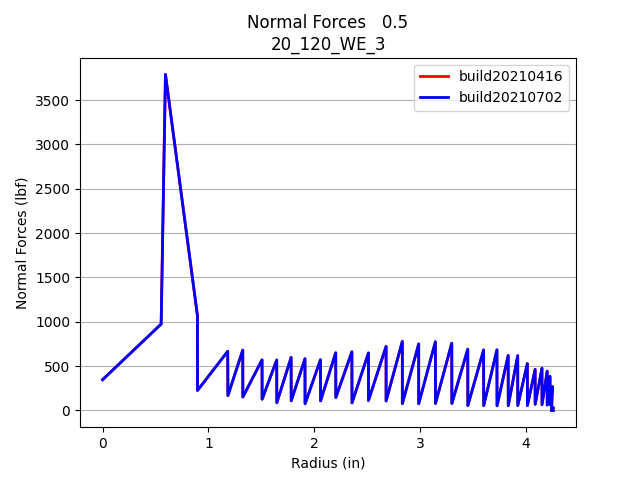 Normal Forces   0.5
20_120_WE_3
build20210416
build20210702
Normal Forces (lbf)
3500
3000
2500
2000
1500
1000
500
0
0 1 2 3 4
Radius (in)